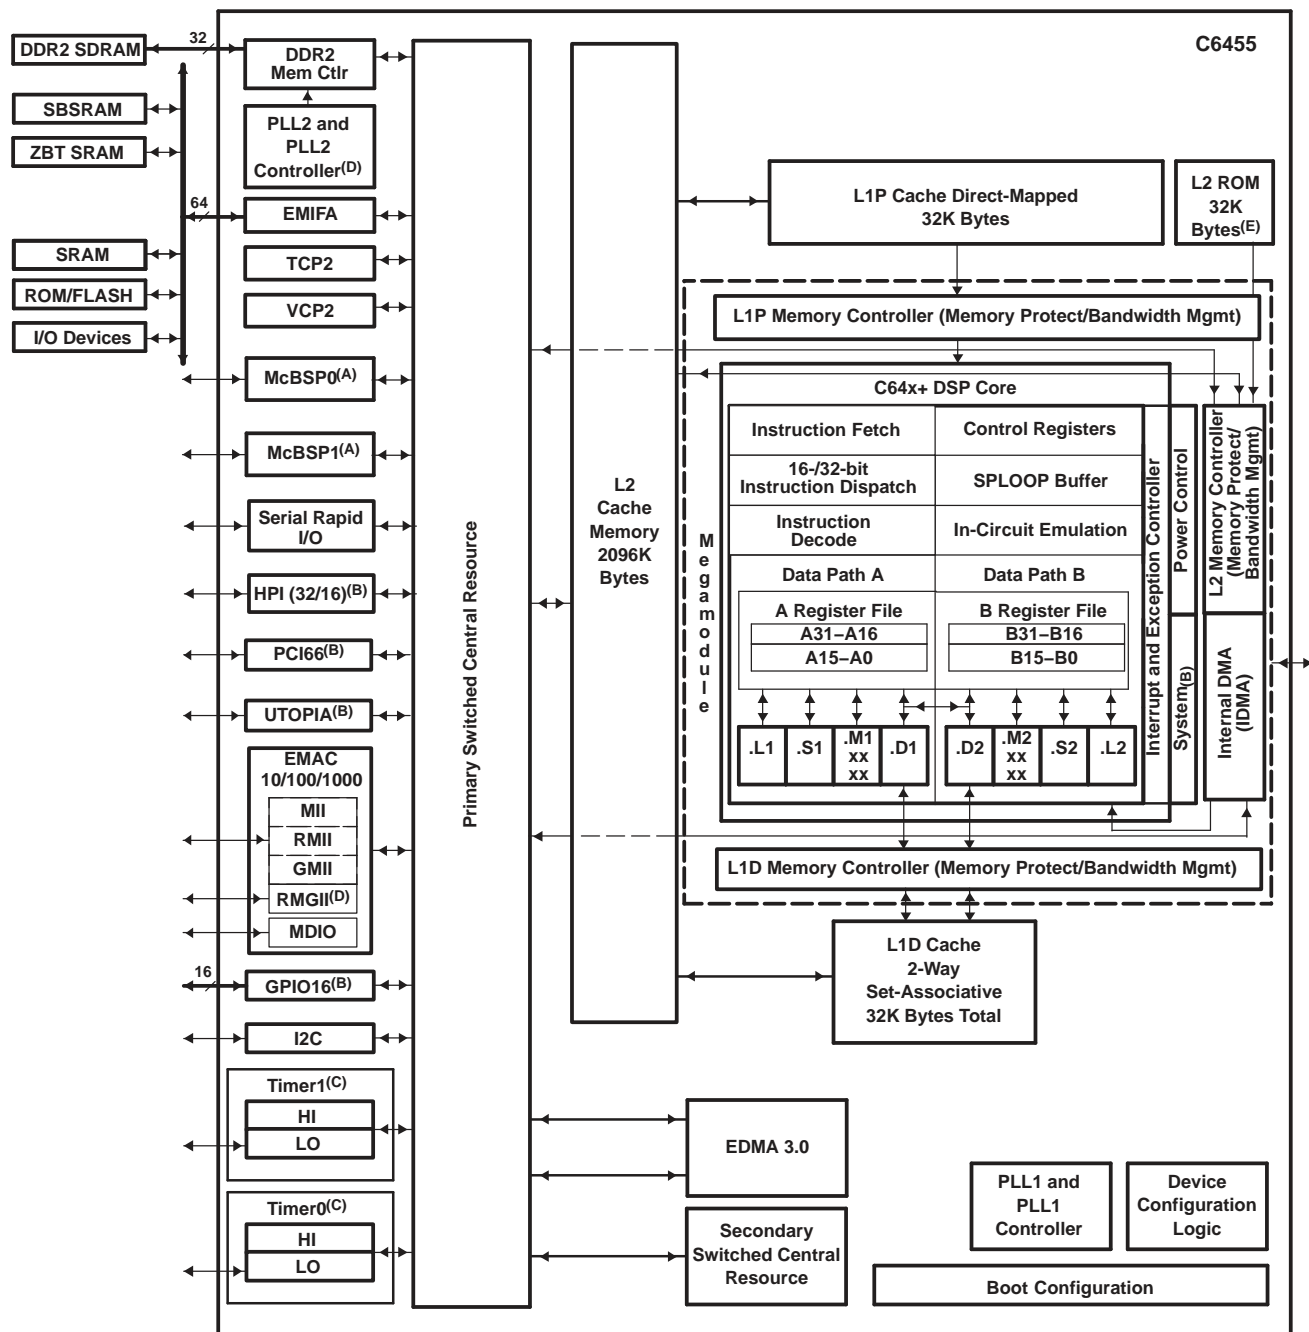 C6455
DDR2 SDRAM
32
SBSRAM
ZBT SRAM
64
SRAM
ROM/FLASH
I/O Devices
DDR2
Mem Ctlr
PLL2 and
PLL2
Controller(D)
EMIFA
TCP2
VCP2
McBSP0(A)
McBSP1(A)
Serial Rapid
I/O
HPI (32/16)(B)
PCI66(B)
UTOPIA(B)
EMAC
10/100/1000
MII
RMII
GMII
RMGII(D)
MDIO
16
GPIO16(B)
I2C
Timer1(C)
HI
LO
Timer0(C)
HI
LO
Primary Switched Central Resource
L2
Cache
Memory
2096K
Bytes
L1P Cache Direct-Mapped
32K Bytes
L2 ROM
32K
Bytes(E)
L1P Memory Controller (Memory Protect/Bandwidth Mgmt)
Megamodule
C64x+ DSP Core
Instruction Fetch
Control Registers
16-/32-bit
Instruction Dispatch
SPLOOP Buffer
Instruction
Decode
In-Circuit Emulation
Data Path A
Data Path B
A Register File
A31–A16
A15–A0
B Register File
B31–B16
B15–B0
.L1
.S1
.M1
xx
xx
.D1
.D2
.M2
xx
xx
.S2
.L2
Interrupt and Exception Controller
Power Control
System(B)
L2 Memory Controller
(Memory Protect/
Bandwidth Mgmt)
Internal DMA
(IDMA)
L1D Memory Controller (Memory Protect/Bandwidth Mgmt)
L1D Cache
2-Way
Set-Associative
32K Bytes Total
EDMA 3.0
Secondary
Switched Central
Resource
PLL1 and
PLL1
Controller
Device
Configuration
Logic
Boot Configuration